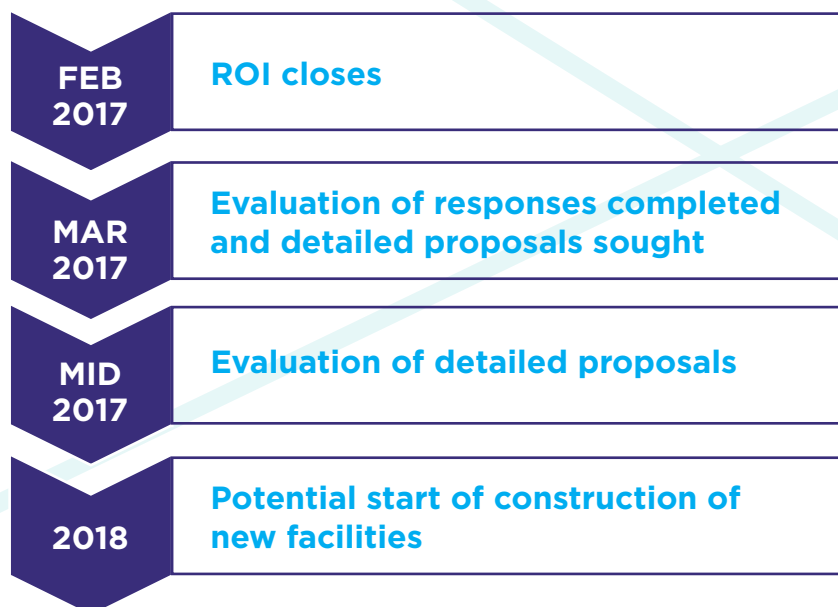 FEB
2017
ROI closes
MAR
2017
Evaluation of responses completed
and detailed proposals sought
MID
2017
Evaluation of detailed proposals
2018
Potential start of construction of
new facilities